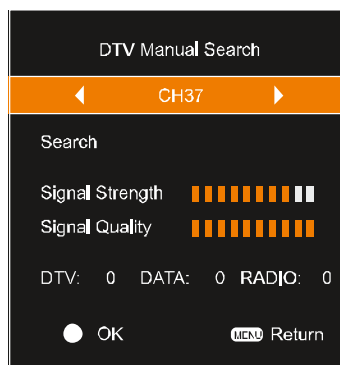 DTV Manual Search
CH37
Search
Signal Strength
Signal Quality
DTV: 0 DATA: 0 RADIO: 0
OK MENU Return